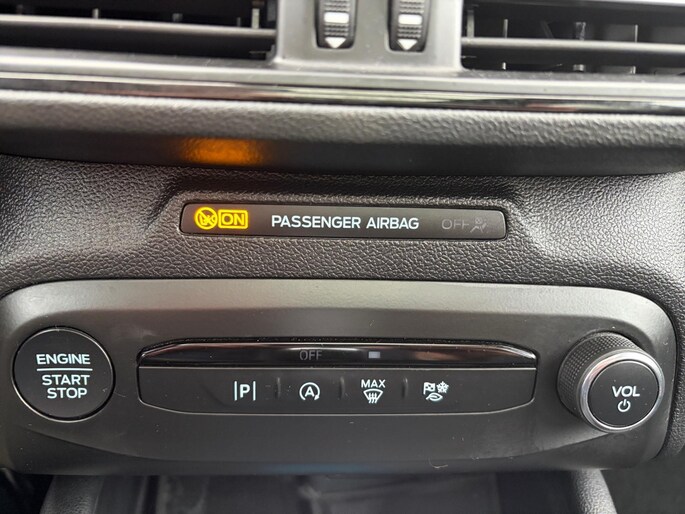 ON PASSENGER AIRBAG OFF
OFF
ENGINE
START
STOP
P A MAX
VOL